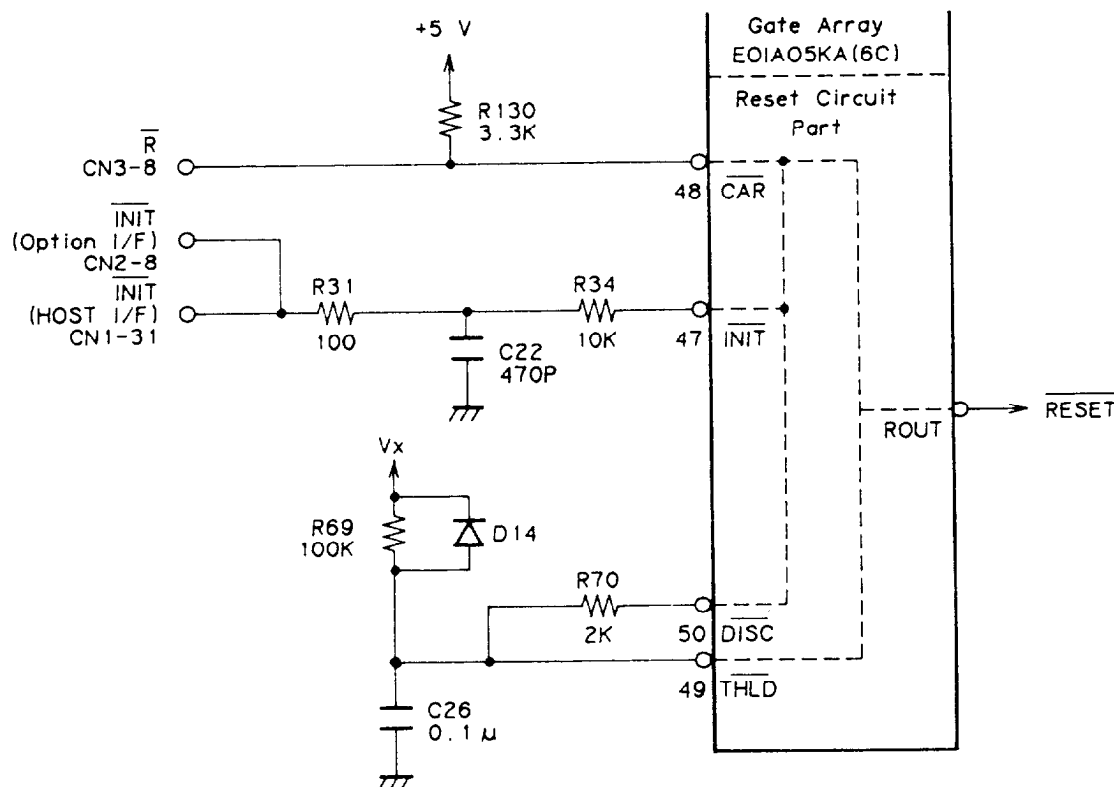 +5 V
Gate Array
E01A05KA(6C)
Reset Circuit
Part
R130
3.3K
R
CN3-8
48
CAR
INIT
(Option I/F)
CN2-8
INIT
(HOST I/F)
CN1-31
R31
100
R34
10K
47
INIT
C22
470P
ROUT
RESET
Vx
R69
100K
D14
R70
2K
50
DISC
49
THLD
C26
0.1 μ